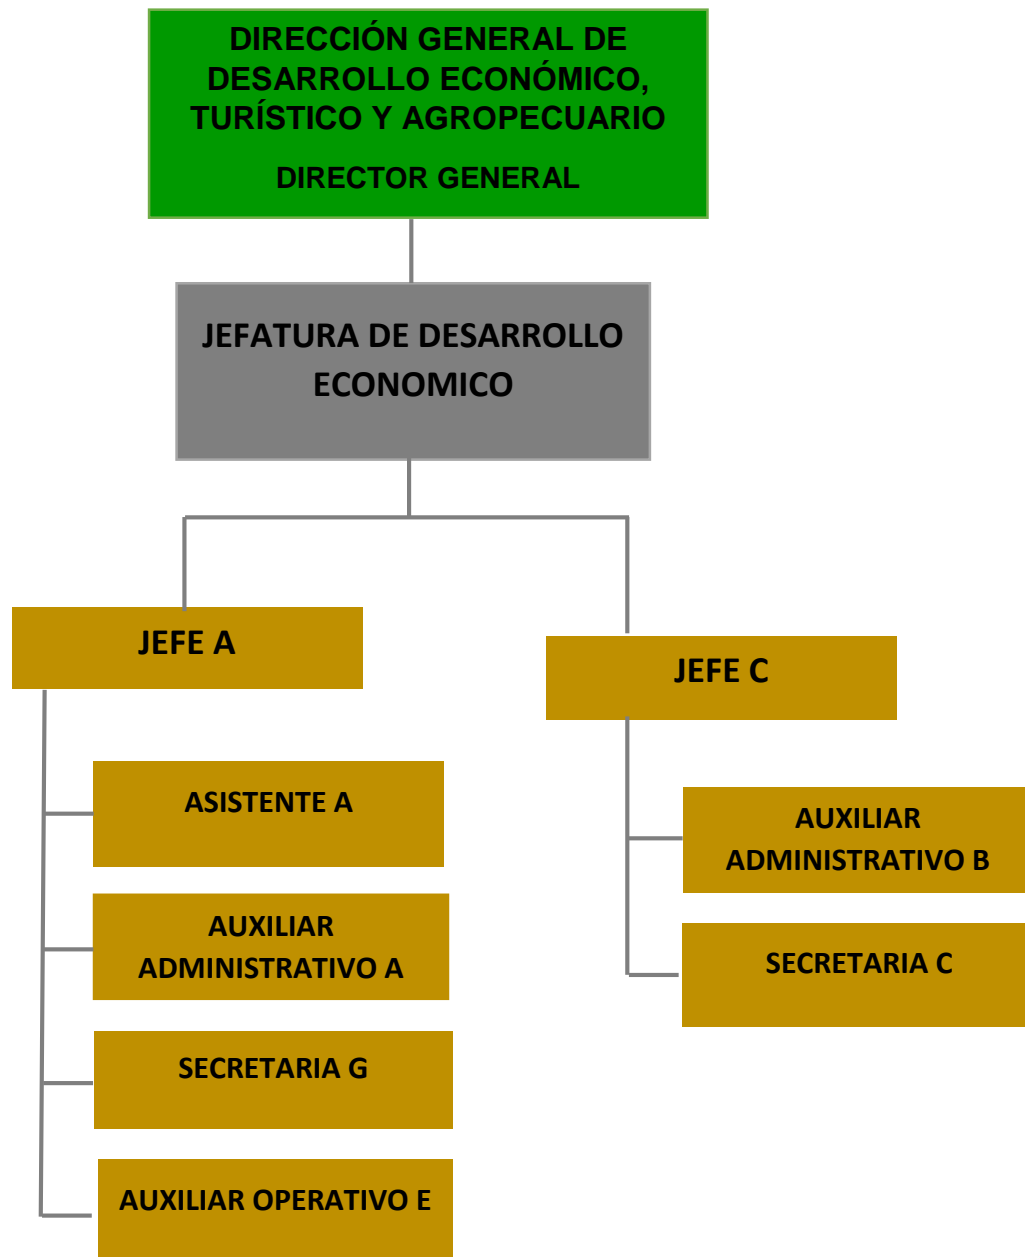 DIRECCIÓN GENERAL DE
DESARROLLO ECONÓMICO,
TURÍSTICO Y AGROPECUARIO
DIRECTOR GENERAL
JEFATURA DE DESARROLLO
ECONOMICO
JEFE A
ASISTENTE A
AUXILIAR
ADMINISTRATIVO A
SECRETARIA G
AUXILIAR OPERATIVO E
JEFE C
AUXILIAR
ADMINISTRATIVO B
SECRETARIA C